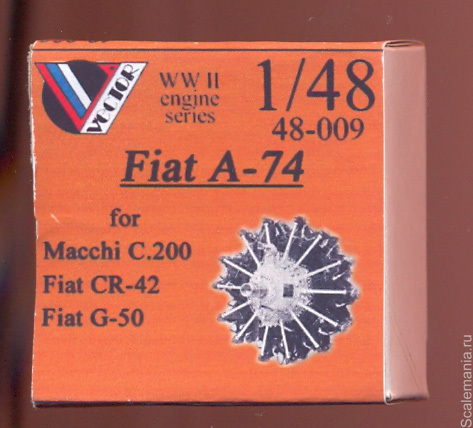 VECTOR
WW II
engine
series
1/48
48-009
Fiat A-74
for
Macchi C.200
Fiat CR-42
Fiat G-50
Scalemania.ru